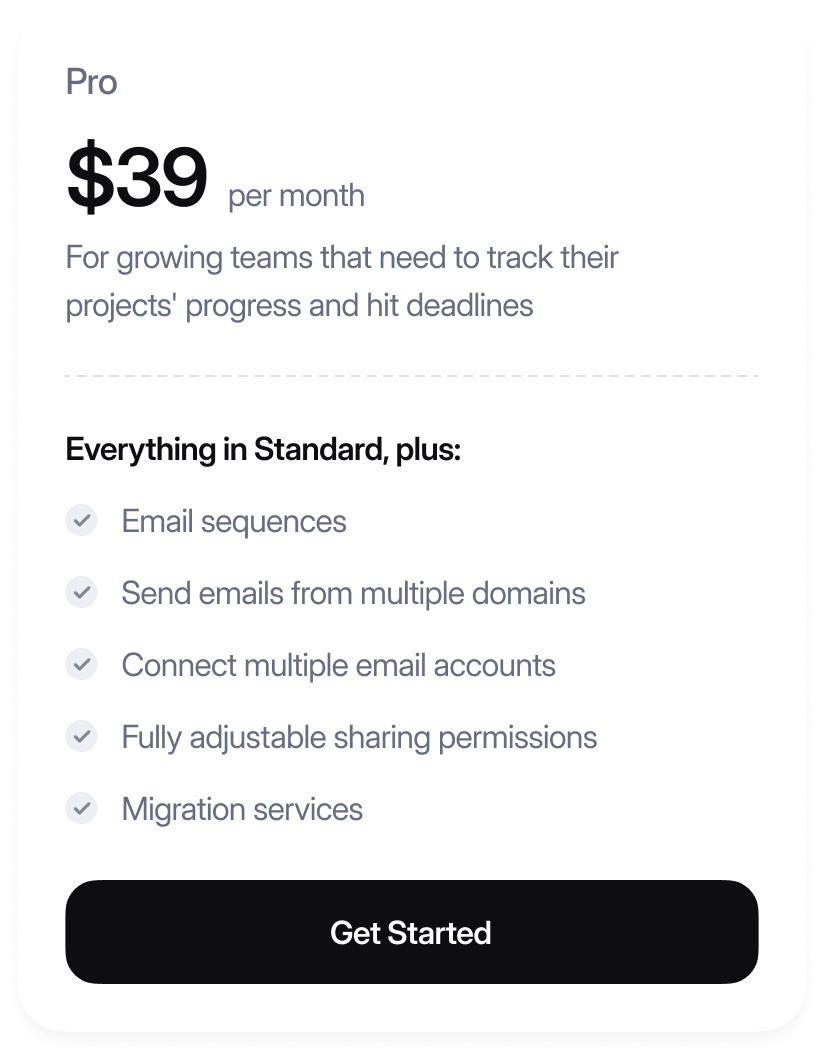 Pro
$39 per month
For growing teams that need to track their
projects' progress and hit deadlines
Everything in Standard, plus:
Email sequences
Send emails from multiple domains
Connect multiple email accounts
Fully adjustable sharing permissions
Migration services
Get Started